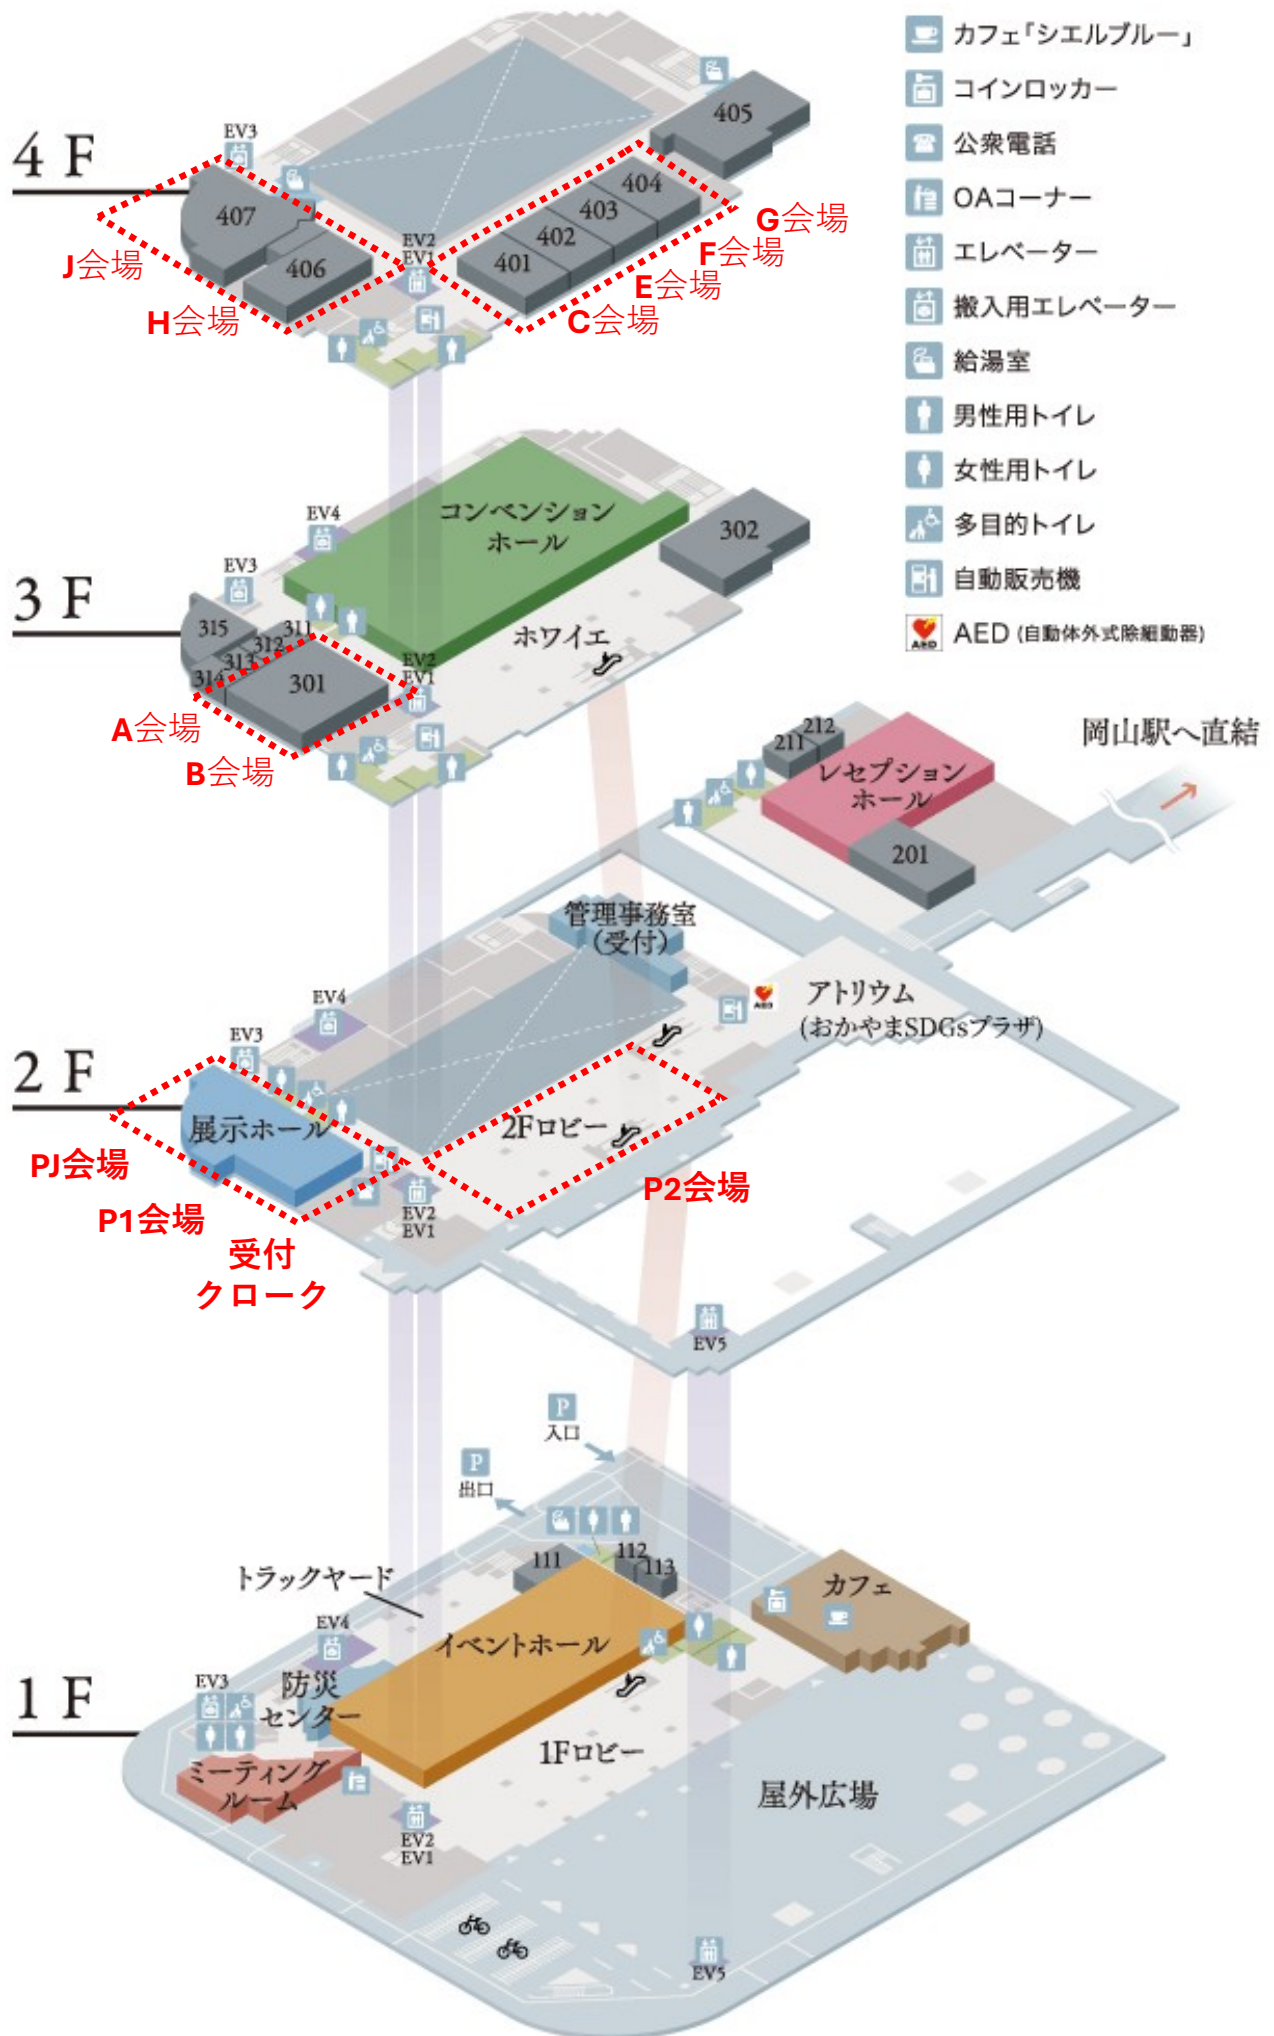 カフェ「シエルブルー」
コインロッカー
公衆電話
OAコーナー
エレベーター
搬入用エレベーター
給湯室
男性用トイレ
女性用トイレ
多目的トイレ
自動販売機
AED
AED (自動体外式除細動器)
4 F
EV3
405
404
403
402
401
407
406
EV2
EV1
G会場
F会場
E会場
C会場
J会場
H会場
3 F
コンベンション
ホール
302
EV4
EV3
315
311
312
313
314
301
ホワイエ
EV2
EV1
A会場
B会場
岡山駅へ直結
212
211
レセプション
ホール
201
2 F
管理事務室
(受付)
AED
アトリウム
(おかやまSDGsプラザ)
EV4
EV3
展示ホール
2Fロビー
EV2
EV1
PJ会場
P1会場
受付
クローク
P2会場
EV5
P
入口
P
出口
1 F
トラックヤード
111
112
113
カフェ
イベントホール
EV4
EV3
防災
センター
ミーティング
ルーム
1Fロビー
屋外広場
EV2
EV1
EV5